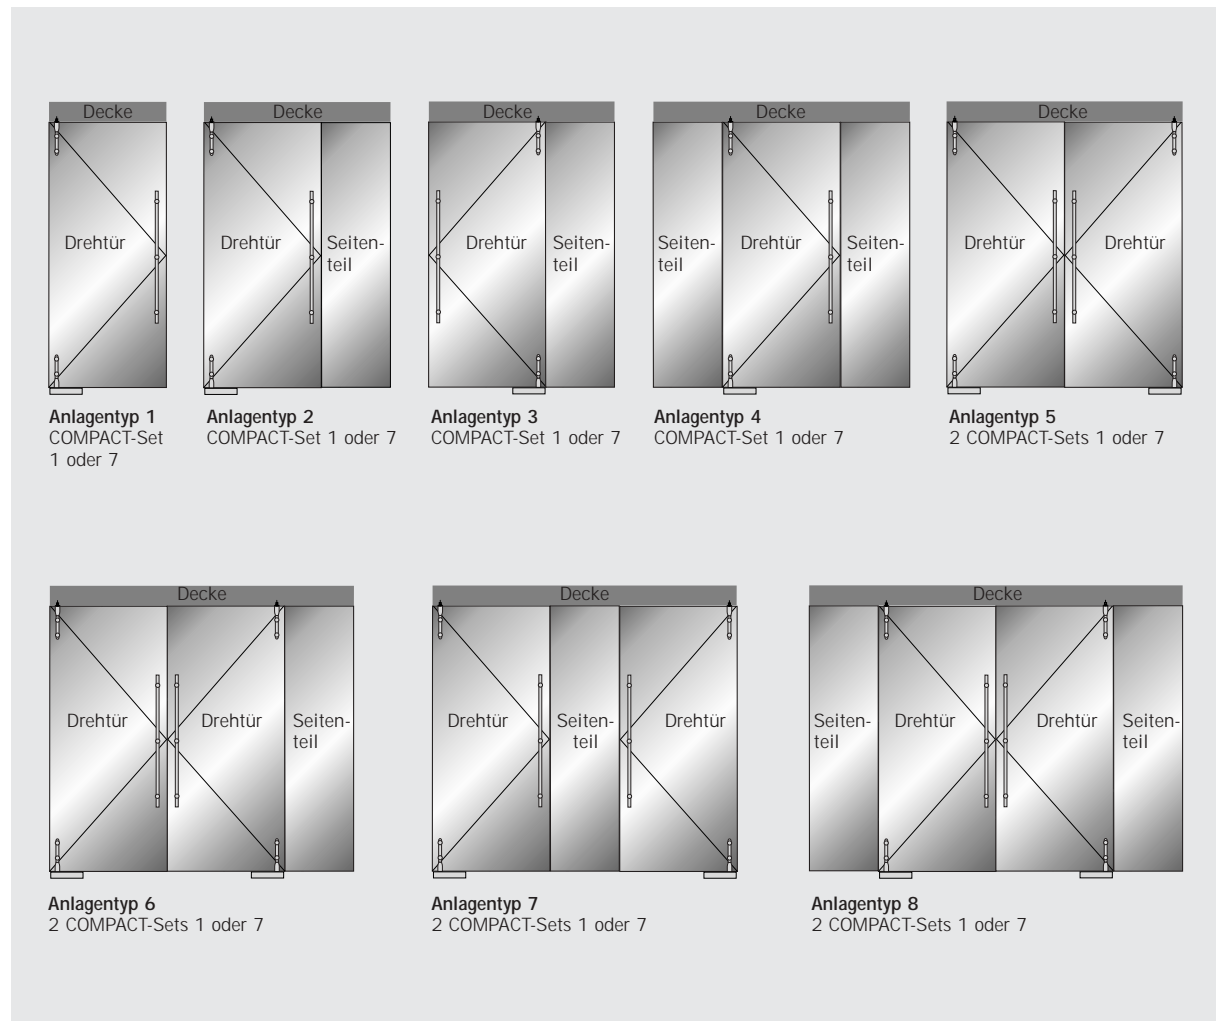 Decke
Drehtür
Anlagentyp 1
COMPACT-Set
1 oder 7
Decke
Drehtür
Seiten-
teil
Anlagentyp 2
COMPACT-Set 1 oder 7
Decke
Drehtür
Seiten-
teil
Anlagentyp 3
COMPACT-Set 1 oder 7
Decke
Seiten-
teil
Drehtür
Seiten-
teil
Anlagentyp 4
COMPACT-Set 1 oder 7
Decke
Drehtür
Drehtür
Anlagentyp 5
2 COMPACT-Sets 1 oder 7
Decke
Drehtür
Drehtür
Seiten-
teil
Anlagentyp 6
2 COMPACT-Sets 1 oder 7
Decke
Drehtür
Seiten-
teil
Drehtür
Anlagentyp 7
2 COMPACT-Sets 1 oder 7
Decke
Seiten-
teil
Drehtür
Drehtür
Seiten-
teil
Anlagentyp 8
2 COMPACT-Sets 1 oder 7